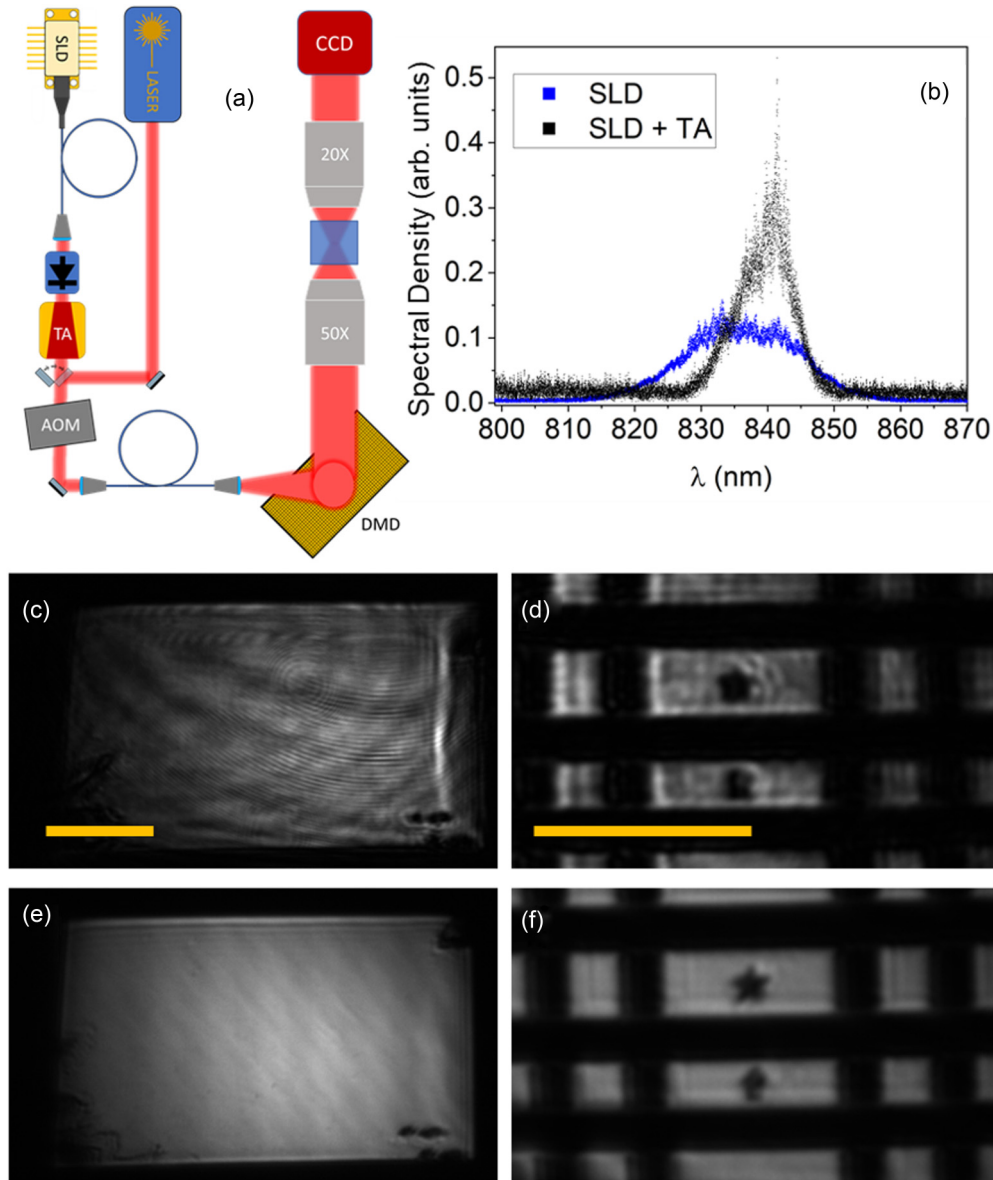 SLD
LASER
(a)
CCD
20X
50X
TA
AOM
DMD
(b)
SLD
SLD + TA
Spectral Density (arb. units)
0.5
0.4
0.3
0.2
0.1
0.0
800 810 820 830 840 850 860 870
λ (nm)
(c)
(d)
(e)
(f)